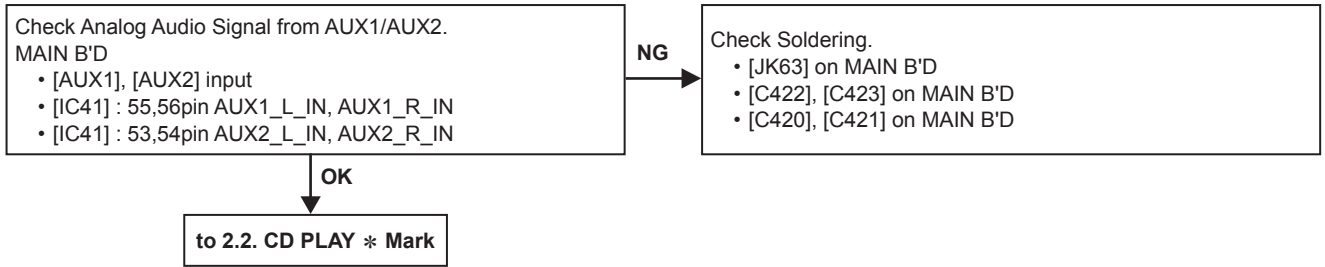 Check Analog Audio Signal from AUX1/AUX2.
MAIN B'D
• [AUX1], [AUX2] input
• [IC41] : 55,56pin AUX1_L_IN, AUX1_R_IN
• [IC41] : 53,54pin AUX2_L_IN, AUX2_R_IN
NG
Check Soldering.
• [JK63] on MAIN B'D
• [C422], [C423] on MAIN B'D
• [C420], [C421] on MAIN B'D
OK
to 2.2. CD PLAY ∗ Mark